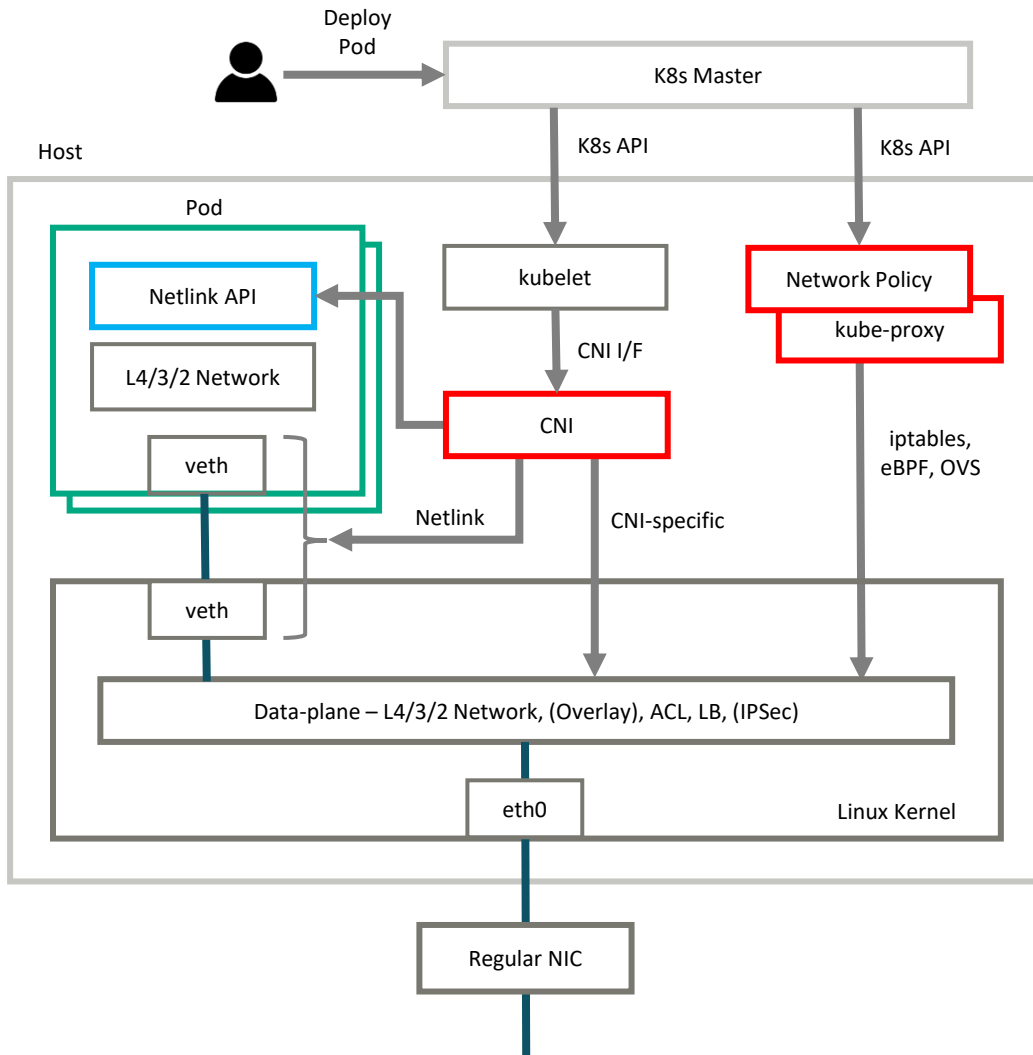 Deploy
Pod
K8s Master
K8s API
K8s API
Host
Pod
Netlink API
kubelet
Network Policy
kube-proxy
L4/3/2 Network
CNI I/F
CNI
veth
iptables,
eBPF, OVS
Netlink
CNI-specific
veth
Data-plane – L4/3/2 Network, (Overlay), ACL, LB, (IPSec)
eth0
Linux Kernel
Regular NIC